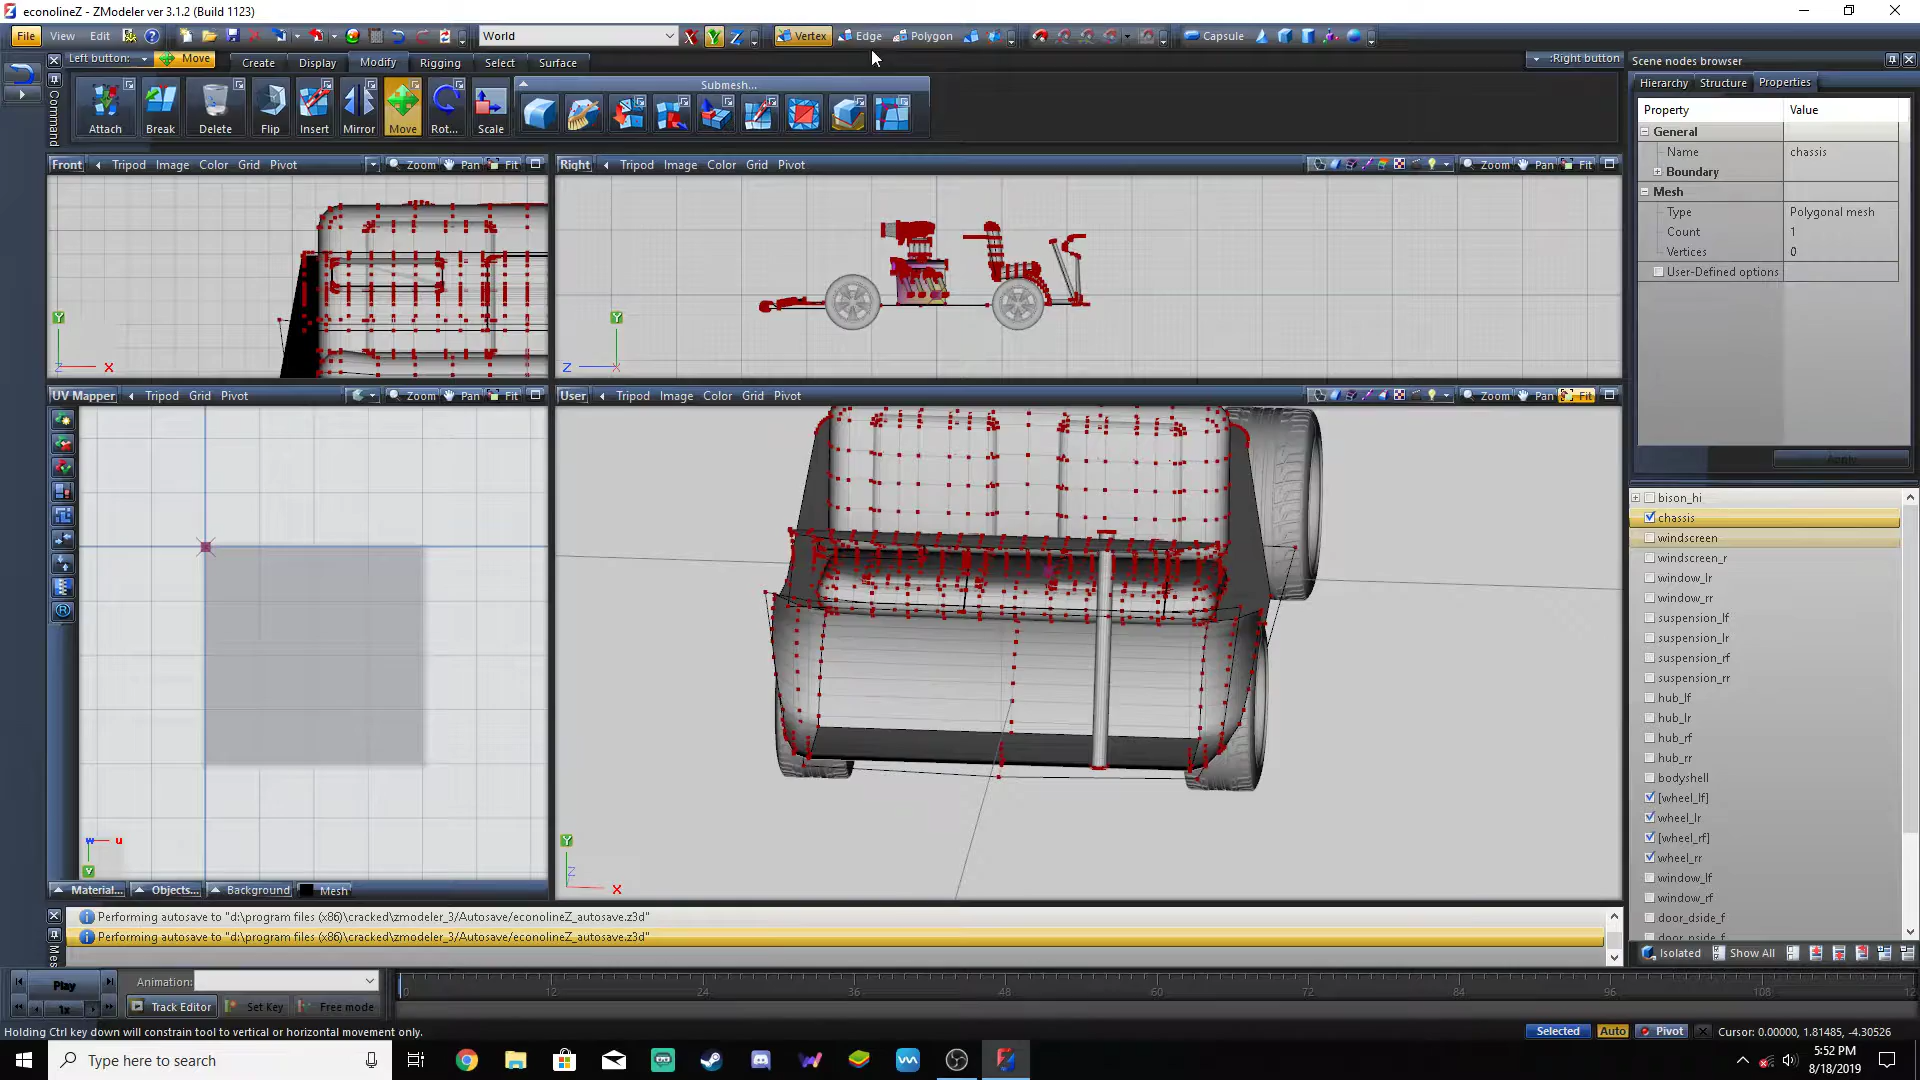 econolineZ - ZModeler ver 3.1.2 (Build 1123)
File View Edit World Vertex Edge Polygon Capsule
Left button: Move Create Display Modify Rigging Select Surface :Right button
Command
Attach Break Delete Flip Insert Mirror Move Rot... Scale
Submesh...
Front Tripod Image Color Grid Pivot Zoom Pan Fit
Right Tripod Image Color Grid Pivot Zoom Pan Fit
UV Mapper Tripod Grid Pivot Zoom Pan Fit
User Tripod Image Color Grid Pivot Zoom Pan Fit
Material... Objects... Background Mesh
Scene nodes browser
Hierarchy Structure Properties
Property Value
General
Name chassis
Boundary
Mesh
Type Polygonal mesh
Count 1
Vertices 0
User-Defined options
Apply
bison_hi
chassis
windscreen
windscreen_r
window_lr
window_rr
suspension_lf
suspension_lr
suspension_rf
suspension_rr
hub_lf
hub_lr
hub_rf
hub_rr
bodyshell
[wheel_lf]
wheel_lr
[wheel_rf]
wheel_rr
window_lf
window_rf
door_dside_f
door_pside_f
Isolated Show All
Performing autosave to "d:\program files (x86)\cracked\zmodeler_3/Autosave/econolineZ_autosave.z3d"
Performing autosave to "d:\program files (x86)\cracked\zmodeler_3/Autosave/econolineZ_autosave.z3d"
Mes
Play Animation:
1x Track Editor Set Key Free mode
0 12 24 36 48 60 72 84 96 108 12
Holding Ctrl key down will constrain tool to vertical or horizontal movement only.
Selected Auto Pivot Cursor: 0.00000, 1.81485, -4.30526
Type here to search
5:52 PM
8/18/2019